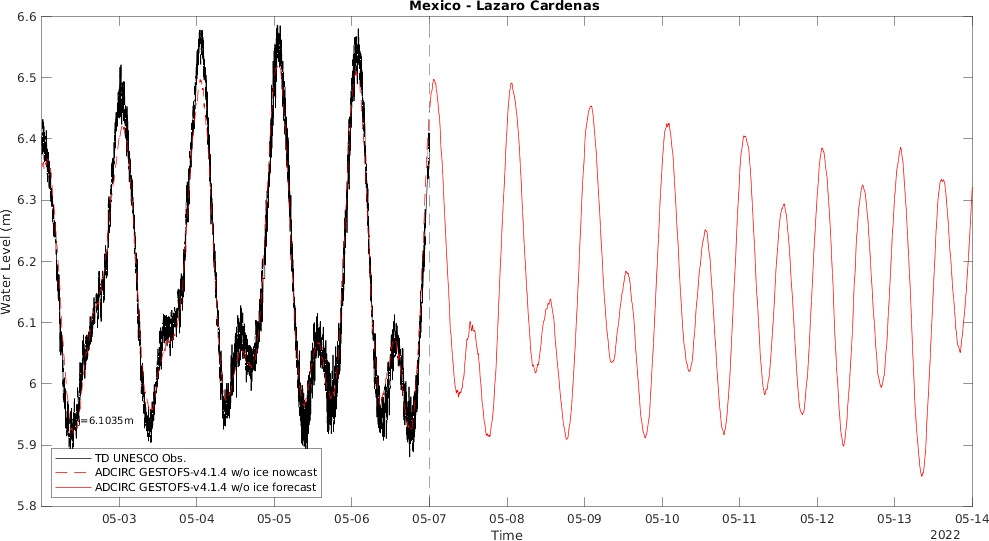 Mexico - Lazaro Cardenas
Water Level (m)
6.6
6.5
6.4
6.3
6.2
6.1
6
5.9
5.8
=6.1035m
TD UNESCO Obs.
ADCIRC GESTOFS-v4.1.4 w/o ice nowcast
ADCIRC GESTOFS-v4.1.4 w/o ice forecast
05-03 05-04 05-05 05-06 05-07 05-08 05-09 05-10 05-11 05-12 05-13 05-14
Time
2022